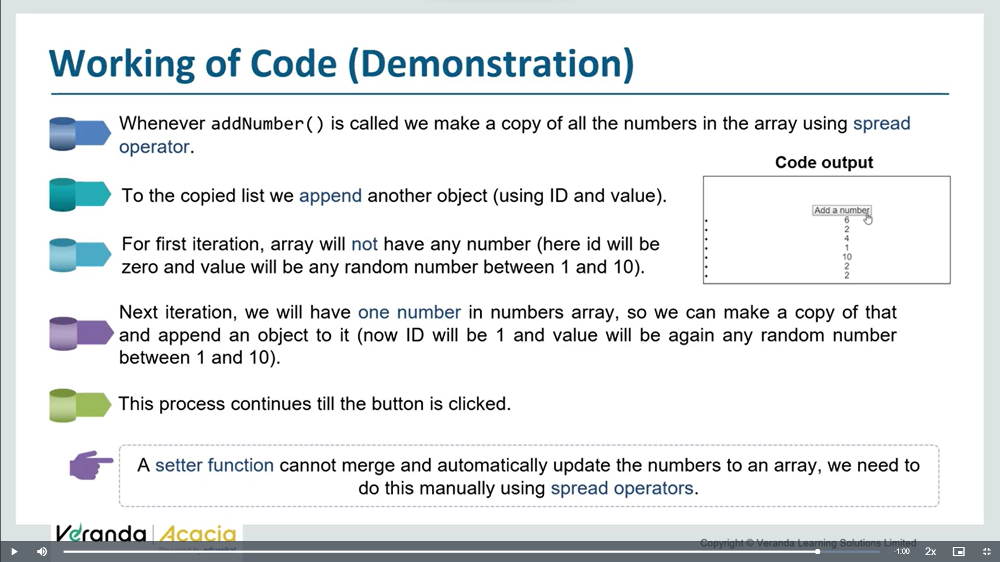 Working of Code (Demonstration)
Whenever addNumber() is called we make a copy of all the numbers in the array using spread
operator.
Code output
To the copied list we append another object (using ID and value).
Add a number
6
2
4
1
10
2
2
For first iteration, array will not have any number (here id will be
zero and value will be any random number between 1 and 10).
Next iteration, we will have one number in numbers array, so we can make a copy of that
and append an object to it (now ID will be 1 and value will be again any random number
between 1 and 10).
This process continues till the button is clicked.
A setter function cannot merge and automatically update the numbers to an array, we need to
do this manually using spread operators.
Veranda | Acacia
Powered by edureka!
Copyright © Veranda Learning Solutions Limited
-1:00
2x